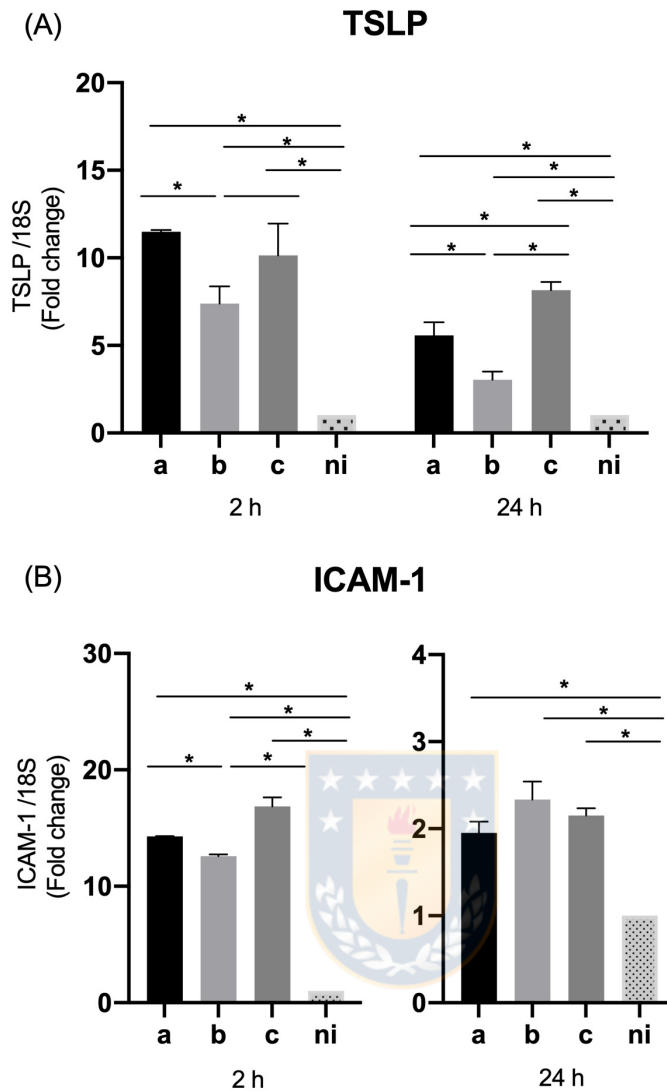 (A)
TSLP
TSLP /18S
(Fold change)
20
15
10
5
0
* * * *
* * * * * *
a b c ni a b c ni
2 h 24 h
(B)
ICAM-1
ICAM-1 /18S
(Fold change)
30
20
10
0
* * * * *
a b c ni
2 h
4
3
2
1
0
* * *
a b c ni
24 h